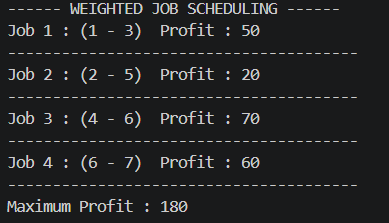 ------ WEIGHTED JOB SCHEDULING ------
Job 1 : (1 - 3)  Profit : 50
---------------------------------------
Job 2 : (2 - 5)  Profit : 20
---------------------------------------
Job 3 : (4 - 6)  Profit : 70
---------------------------------------
Job 4 : (6 - 7)  Profit : 60
---------------------------------------
Maximum Profit : 180